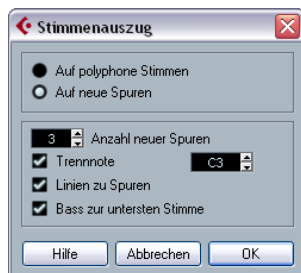 Stimmenauszug
Auf polyphone Stimmen
Auf neue Spuren
3 Anzahl neuer Spuren
Trennnote C3
Linien zu Spuren
Bass zur untersten Stimme
Hilfe Abbrechen OK